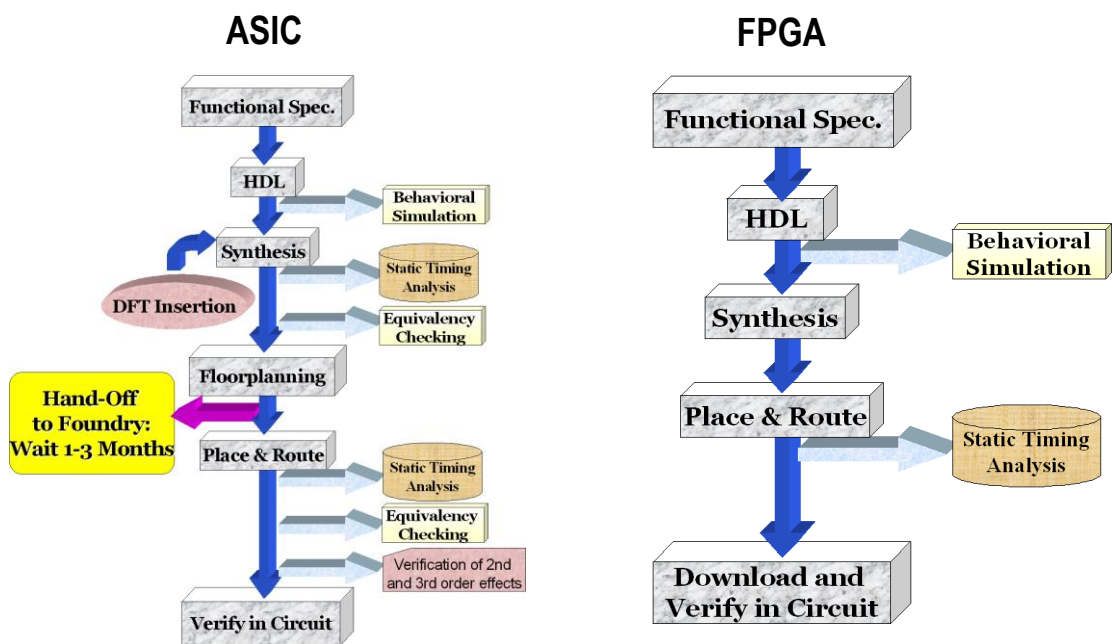 ASIC
Functional Spec.
HDL
Behavioral
Simulation
Synthesis
Static Timing
Analysis
DFT Insertion
Equivalency
Checking
Floorplanning
Hand-Off
to Foundry:
Wait 1-3 Months
Place & Route
Static Timing
Analysis
Equivalency
Checking
Verification of 2nd
and 3rd order effects
Verify in Circuit
FPGA
Functional Spec.
HDL
Behavioral
Simulation
Synthesis
Place & Route
Static Timing
Analysis
Download and
Verify in Circuit